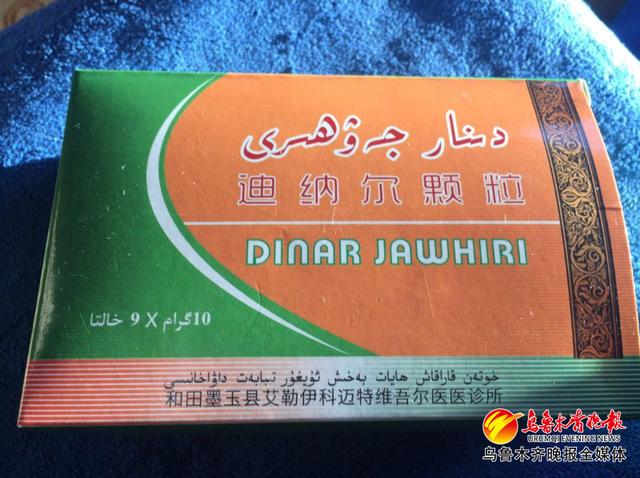 دىنار جەۋھىرى
迪纳尔颗粒
DINAR JAWHIRI
10گرام X 9 خالتا
خوتەن قاراقاش ھايات بەخش ئۇيغۇر تىبابەت داۋاخانىسى
和田墨玉县艾勒伊科迈特维吾尔医医诊所
乌鲁木齐晚报
URUMQI EVENING NEWS
乌鲁木齐晚报全媒体